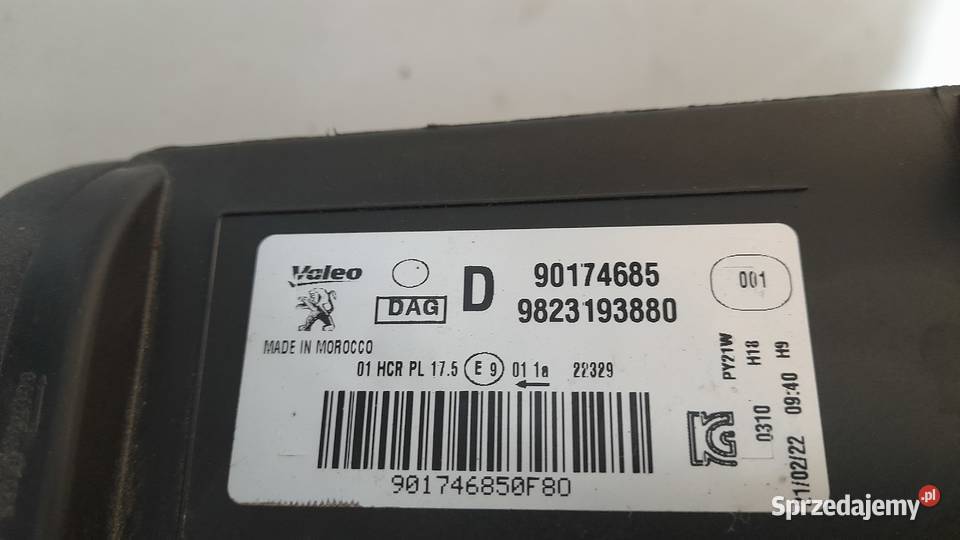 Valeo
DAG
D
90174685
9823193880
001
MADE IN MOROCCO
01 HCR PL 17.5 E 9 01 1a 22329
PY21W
H18 H9
0310 09:40
1/02/22
901746850F80
Sprzedajemy.pl